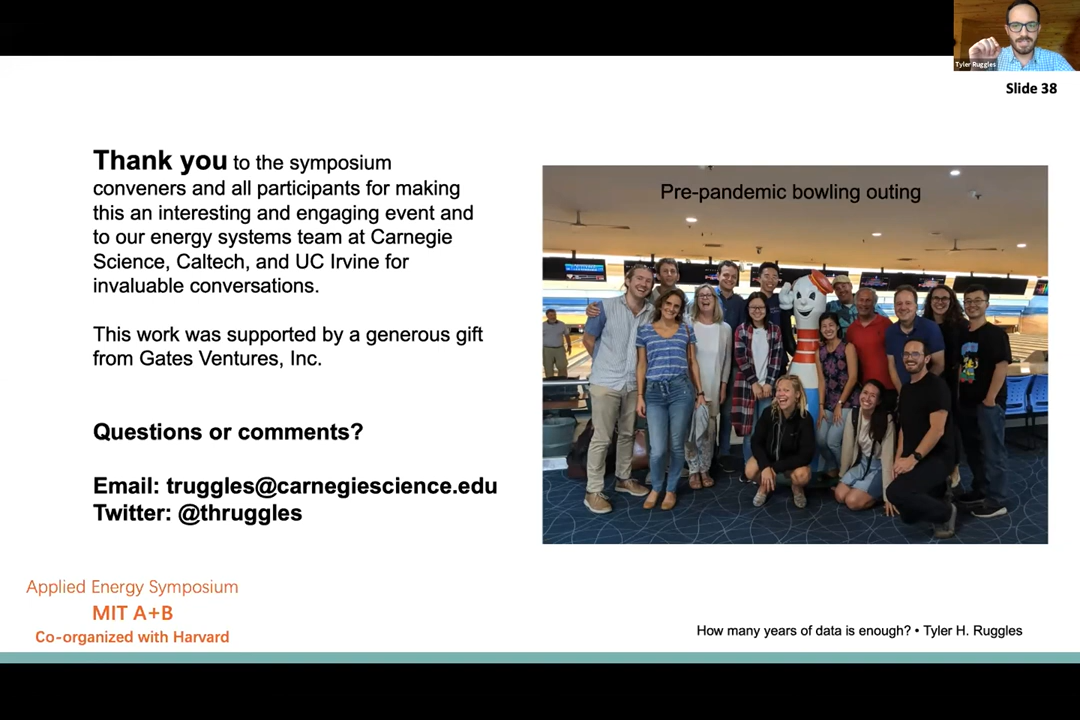 Tyler Ruggles
Slide 38
Thank you to the symposium
conveners and all participants for making
this an interesting and engaging event and
to our energy systems team at Carnegie
Science, Caltech, and UC Irvine for
invaluable conversations.
This work was supported by a generous gift
from Gates Ventures, Inc.
Questions or comments?
Email: truggles@carnegiescience.edu
Twitter: @thruggles
Pre-pandemic bowling outing
Applied Energy Symposium
MIT A+B
Co-organized with Harvard
How many years of data is enough? • Tyler H. Ruggles